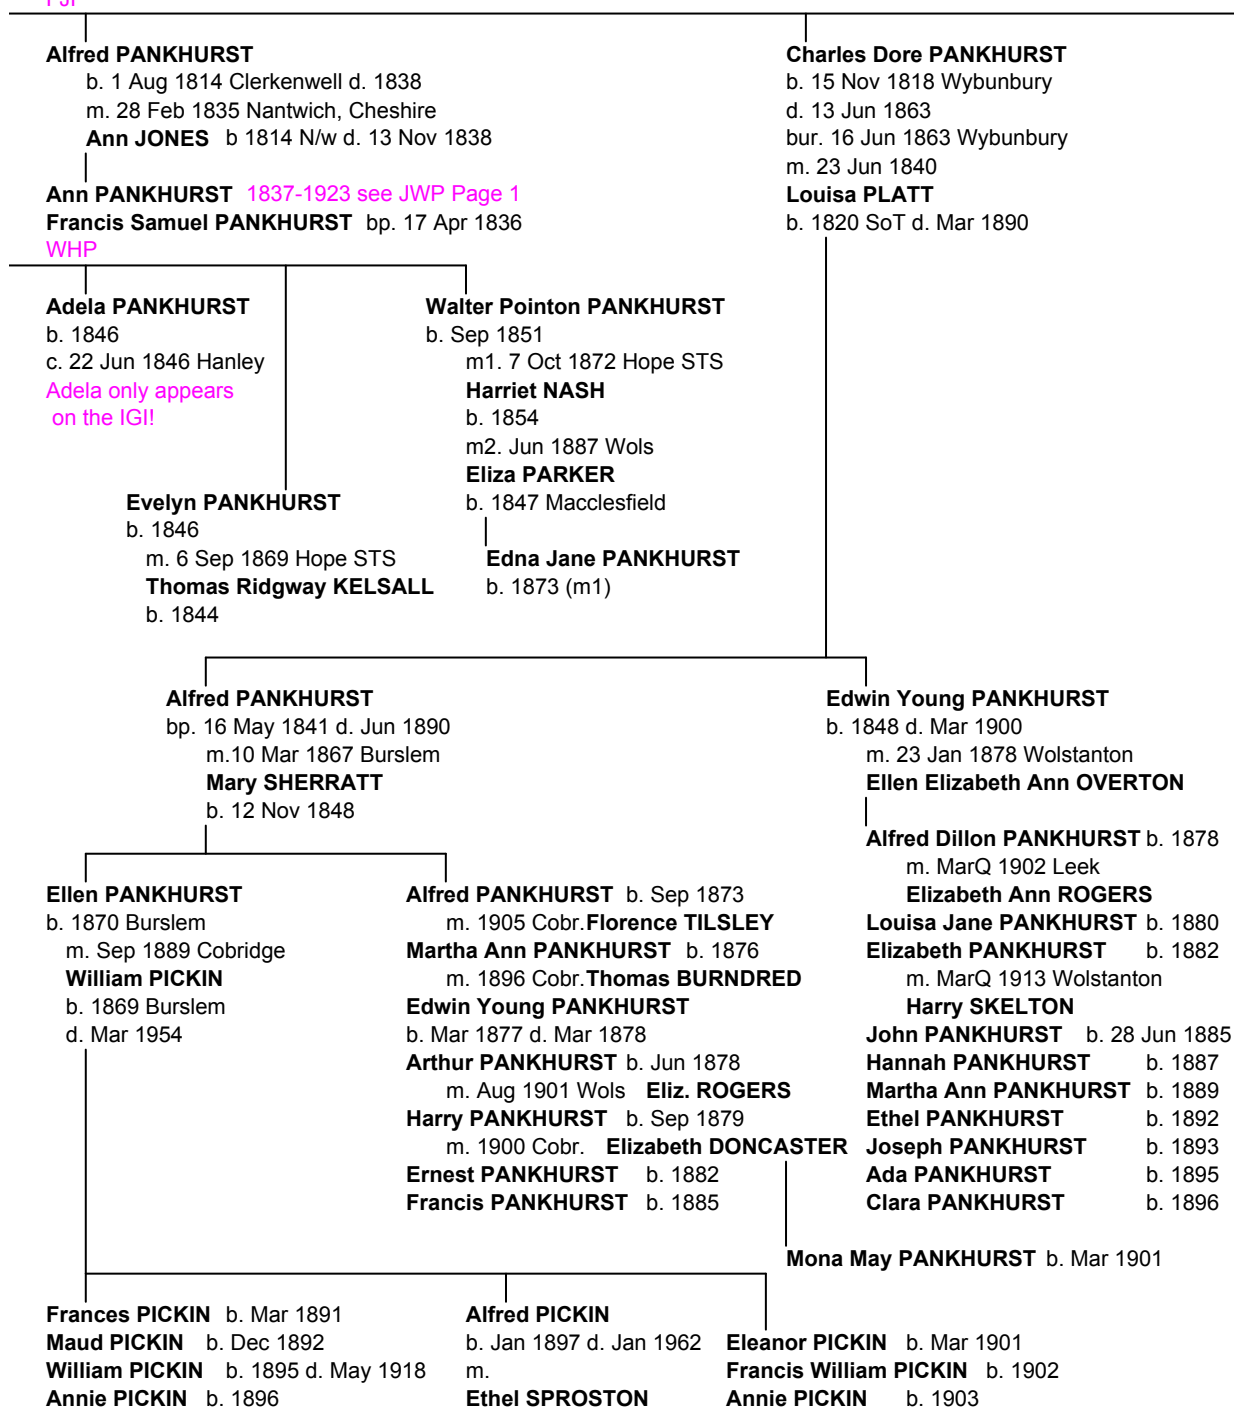 Alfred PANKHURST
b. 1 Aug 1814 Clerkenwell d. 1838
m. 28 Feb 1835 Nantwich, Cheshire
Ann JONES b 1814 N/w d. 13 Nov 1838
Ann PANKHURST 1837-1923 see JWP Page 1
Francis Samuel PANKHURST bp. 17 Apr 1836
WHP
Charles Dore PANKHURST
b. 15 Nov 1818 Wybunbury
d. 13 Jun 1863
bur. 16 Jun 1863 Wybunbury
m. 23 Jun 1840
Louisa PLATT
b. 1820 SoT d. Mar 1890
Adela PANKHURST
b. 1846
c. 22 Jun 1846 Hanley
Adela only appears
on the IGI!
Evelyn PANKHURST
b. 1846
m. 6 Sep 1869 Hope STS
Thomas Ridgway KELSALL
b. 1844
Walter Pointon PANKHURST
b. Sep 1851
m1. 7 Oct 1872 Hope STS
Harriet NASH
b. 1854
m2. Jun 1887 Wols
Eliza PARKER
b. 1847 Macclesfield
Edna Jane PANKHURST
b. 1873 (m1)
Alfred PANKHURST
bp. 16 May 1841 d. Jun 1890
m.10 Mar 1867 Burslem
Mary SHERRATT
b. 12 Nov 1848
Edwin Young PANKHURST
b. 1848 d. Mar 1900
m. 23 Jan 1878 Wolstanton
Ellen Elizabeth Ann OVERTON
Ellen PANKHURST
b. 1870 Burslem
m. Sep 1889 Cobridge
William PICKIN
b. 1869 Burslem
d. Mar 1954
Alfred PANKHURST b. Sep 1873
m. 1905 Cobr. Florence TILSLEY
Martha Ann PANKHURST b. 1876
m. 1896 Cobr. Thomas BURNDRED
Edwin Young PANKHURST
b. Mar 1877 d. Mar 1878
Arthur PANKHURST b. Jun 1878
m. Aug 1901 Wols Eliz. ROGERS
Harry PANKHURST b. Sep 1879
m. 1900 Cobr. Elizabeth DONCASTER
Ernest PANKHURST b. 1882
Francis PANKHURST b. 1885
Alfred Dillon PANKHURST b. 1878
m. MarQ 1902 Leek
Elizabeth Ann ROGERS
Louisa Jane PANKHURST b. 1880
Elizabeth PANKHURST b. 1882
m. MarQ 1913 Wolstanton
Harry SKELTON
John PANKHURST b. 28 Jun 1885
Hannah PANKHURST b. 1887
Martha Ann PANKHURST b. 1889
Ethel PANKHURST b. 1892
Joseph PANKHURST b. 1893
Ada PANKHURST b. 1895
Clara PANKHURST b. 1896
Mona May PANKHURST b. Mar 1901
Frances PICKIN b. Mar 1891
Maud PICKIN b. Dec 1892
William PICKIN b. 1895 d. May 1918
Annie PICKIN b. 1896
Alfred PICKIN
b. Jan 1897 d. Jan 1962
m.
Ethel SPROSTON
Eleanor PICKIN b. Mar 1901
Francis William PICKIN b. 1902
Annie PICKIN b. 1903